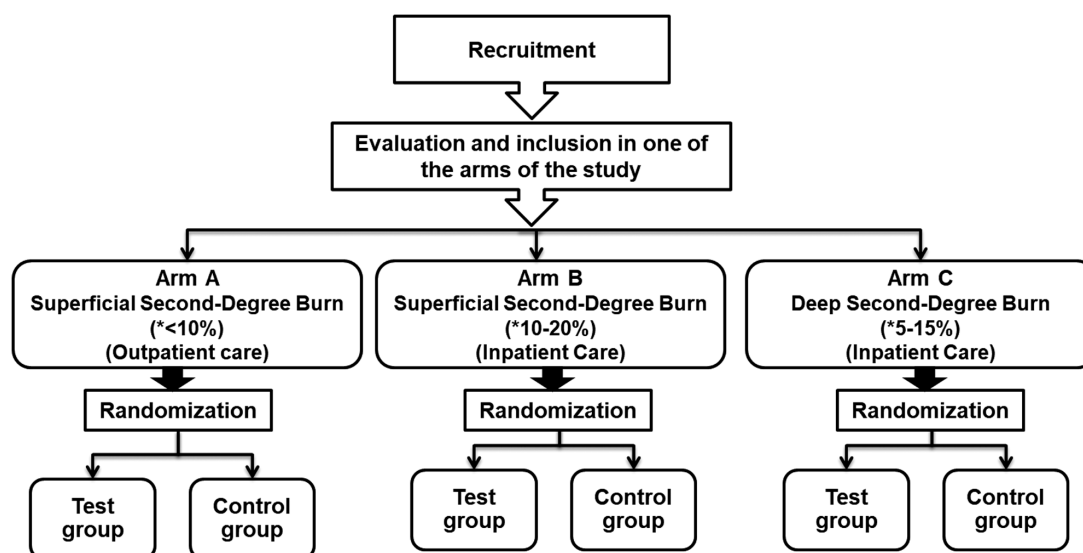 Recruitment
Evaluation and inclusion in one of
the arms of the study
Arm A
Superficial Second-Degree Burn
(*<10%)
(Outpatient care)
Arm B
Superficial Second-Degree Burn
(*10-20%)
(Inpatient Care)
Arm C
Deep Second-Degree Burn
(*5-15%)
(Inpatient Care)
Randomization
Randomization
Randomization
Test
group
Control
group
Test
group
Control
group
Test
group
Control
group